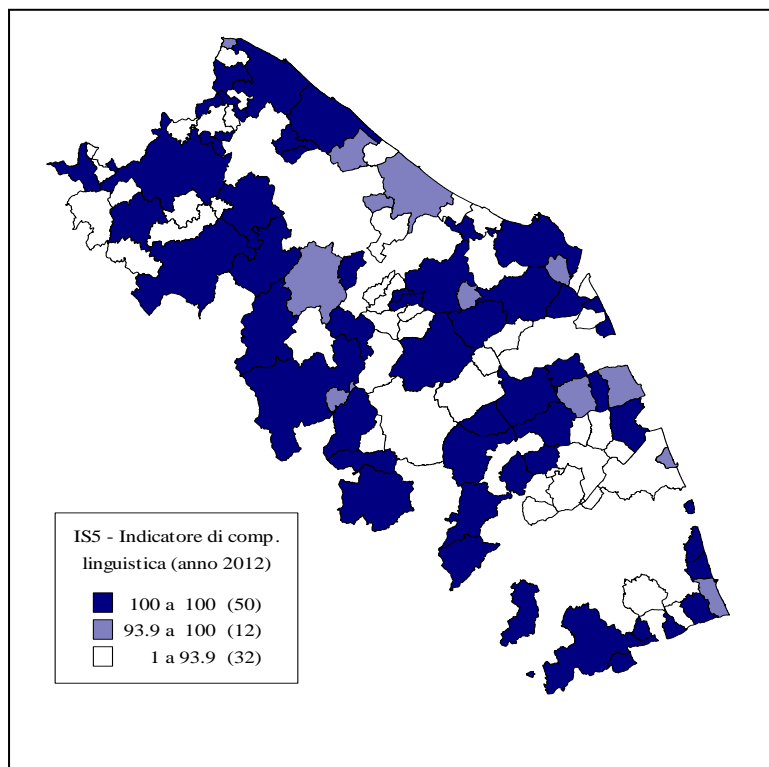 IS5 - Indicatore di comp.
linguistica (anno 2012)
100 a 100 (50)
93.9 a 100 (12)
1 a 93.9 (32)